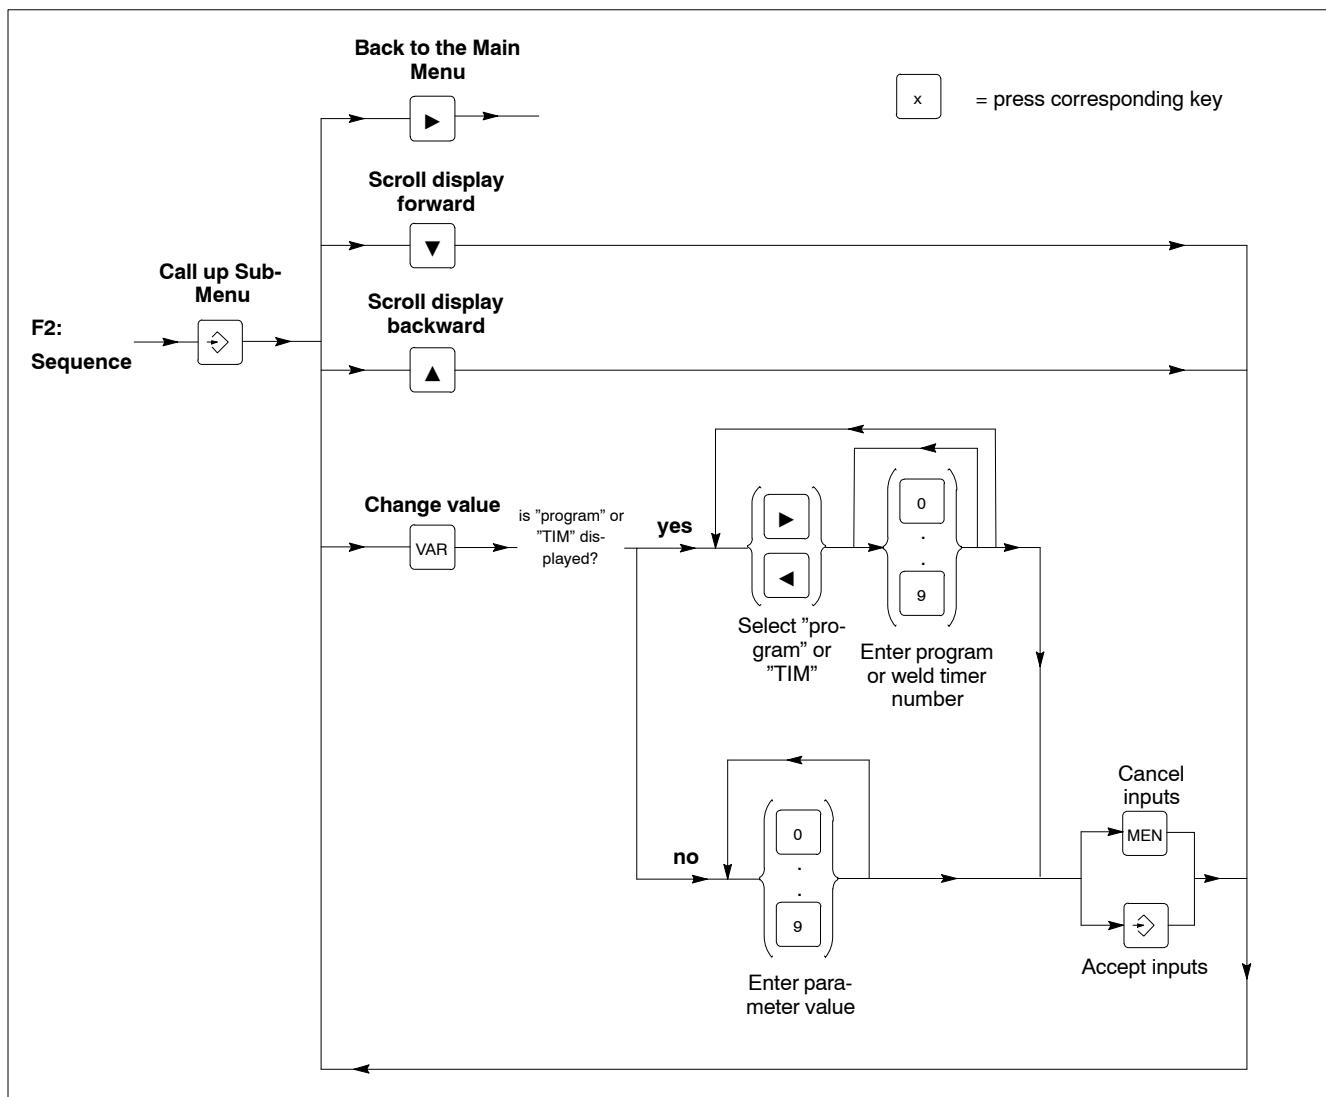 Back to the Main
Menu
x = press corresponding key
Scroll display
forward
Call up Sub-
Menu
Scroll display
backward
F2:
Sequence
Change value
VAR
is ”program” or
”TIM” dis-
played?
yes
0
.
.
9
Select ”pro-
gram” or
”TIM”
Enter program
or weld timer
number
no
0
.
.
9
Enter para-
meter value
Cancel
inputs
MEN
Accept inputs